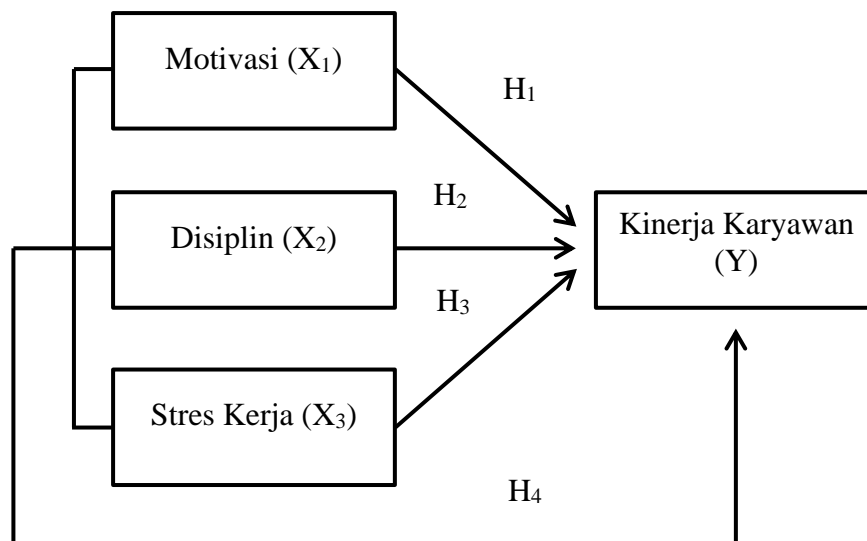 Motivasi (X₁)
H₁
H₂
Disiplin (X₂)
Kinerja Karyawan
(Y)
H₃
Stres Kerja (X₃)
H₄